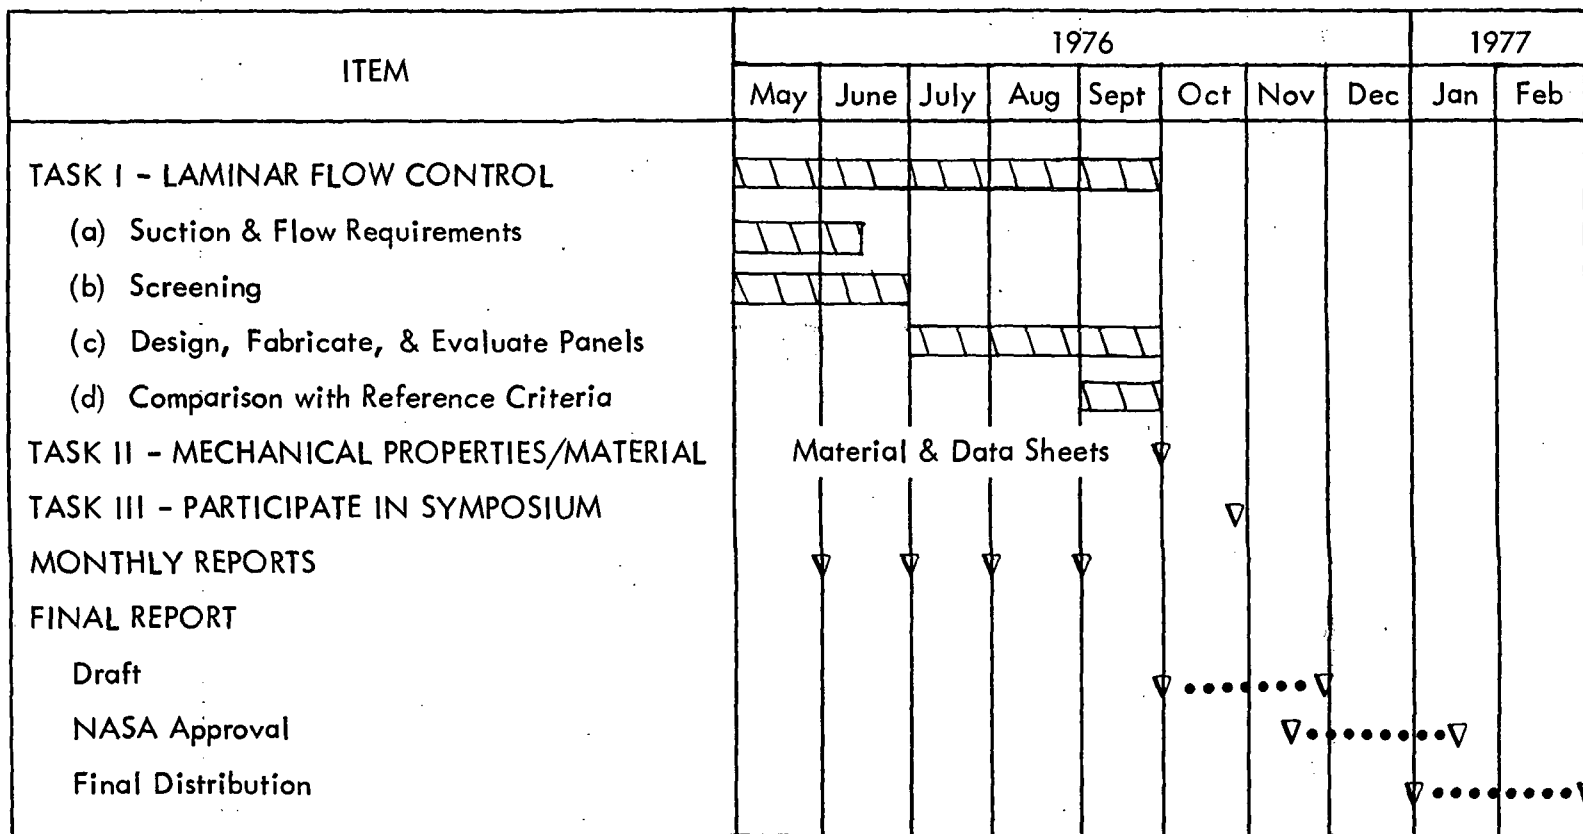 ITEM
1976 1977
May June July Aug Sept Oct Nov Dec Jan Feb
TASK I - LAMINAR FLOW CONTROL
(a) Suction & Flow Requirements
(b) Screening
(c) Design, Fabricate, & Evaluate Panels
(d) Comparison with Reference Criteria
TASK II - MECHANICAL PROPERTIES/MATERIAL Material & Data Sheets
TASK III - PARTICIPATE IN SYMPOSIUM
MONTHLY REPORTS
FINAL REPORT
Draft
NASA Approval
Final Distribution